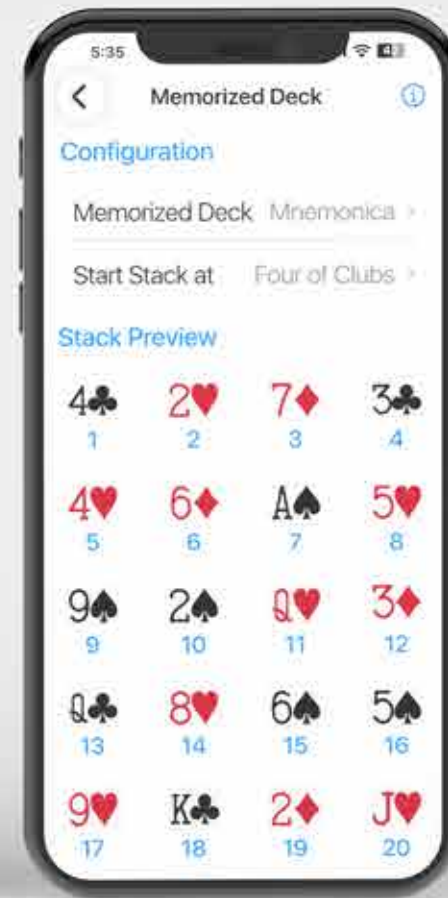 5:35
Memorized Deck
Configuration
Memorized Deck Mnemonica >
Start Stack at Four of Clubs >
Stack Preview
4♣ 2♥ 7♦ 3♣
1 2 3 4
4♥ 6♦ A♠ 5♥
5 6 7 8
9♠ 2♠ Q♥ 3♦
9 10 11 12
Q♣ 8♥ 6♠ 5♠
13 14 15 16
9♥ K♣ 2♦ J♥
17 18 19 20